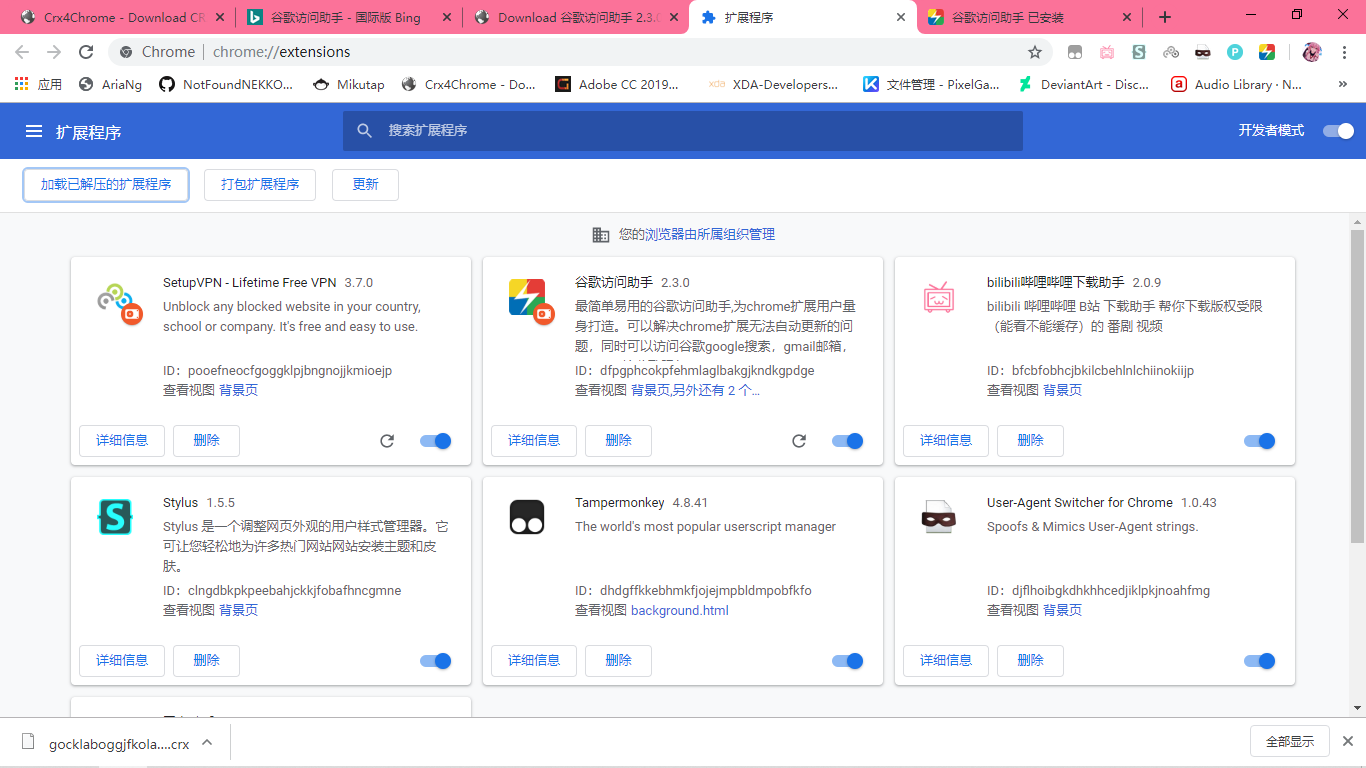 Crx4Chrome - Download CR
谷歌访问助手 - 国际版 Bing
Download 谷歌访问助手 2.3.0
扩展程序
谷歌访问助手 已安装
Chrome
chrome://extensions
应用
AriaNg
NotFoundNEKKO...
Mikutap
Crx4Chrome - Do...
Adobe CC 2019...
XDA-Developers...
文件管理 - PixelGa...
DeviantArt - Disc...
Audio Library · N...
扩展程序
搜索扩展程序
开发者模式
加载已解压的扩展程序
打包扩展程序
更新
您的浏览器由所属组织管理
SetupVPN - Lifetime Free VPN 3.7.0
Unblock any blocked website in your country,
school or company. It's free and easy to use.
ID：pooefneocfgoggklpjbngnojjkmioejp
查看视图 背景页
详细信息
删除
谷歌访问助手 2.3.0
最简单易用的谷歌访问助手,为chrome扩展用户量
身打造。可以解决chrome扩展无法自动更新的问
题，同时可以访问谷歌google搜索，gmail邮箱，
ID：dfpgphcokpfehmlaglbakgjkndkgpdge
查看视图 背景页,另外还有 2 个...
详细信息
删除
bilibili哔哩哔哩下载助手 2.0.9
bilibili 哔哩哔哩 B站 下载助手 帮你下载版权受限
（能看不能缓存）的 番剧 视频
ID：bfcbfobhcjbkilcbehlnlchiinokiijp
查看视图 背景页
详细信息
删除
Stylus 1.5.5
Stylus 是一个调整网页外观的用户样式管理器。它
可让您轻松地为许多热门网站网站安装主题和皮
肤。
ID：clngdbkpkpeebahjckkjfobafhncgmne
查看视图 背景页
详细信息
删除
Tampermonkey 4.8.41
The world's most popular userscript manager
ID：dhdgffkkebhmkfjojejmpbldmpobfkfo
查看视图 background.html
详细信息
删除
User-Agent Switcher for Chrome 1.0.43
Spoofs & Mimics User-Agent strings.
ID：djflhoibgkdhkhhcedjiklpkjnoahfmg
查看视图 背景页
详细信息
删除
gocklaboggjfkola....crx
全部显示